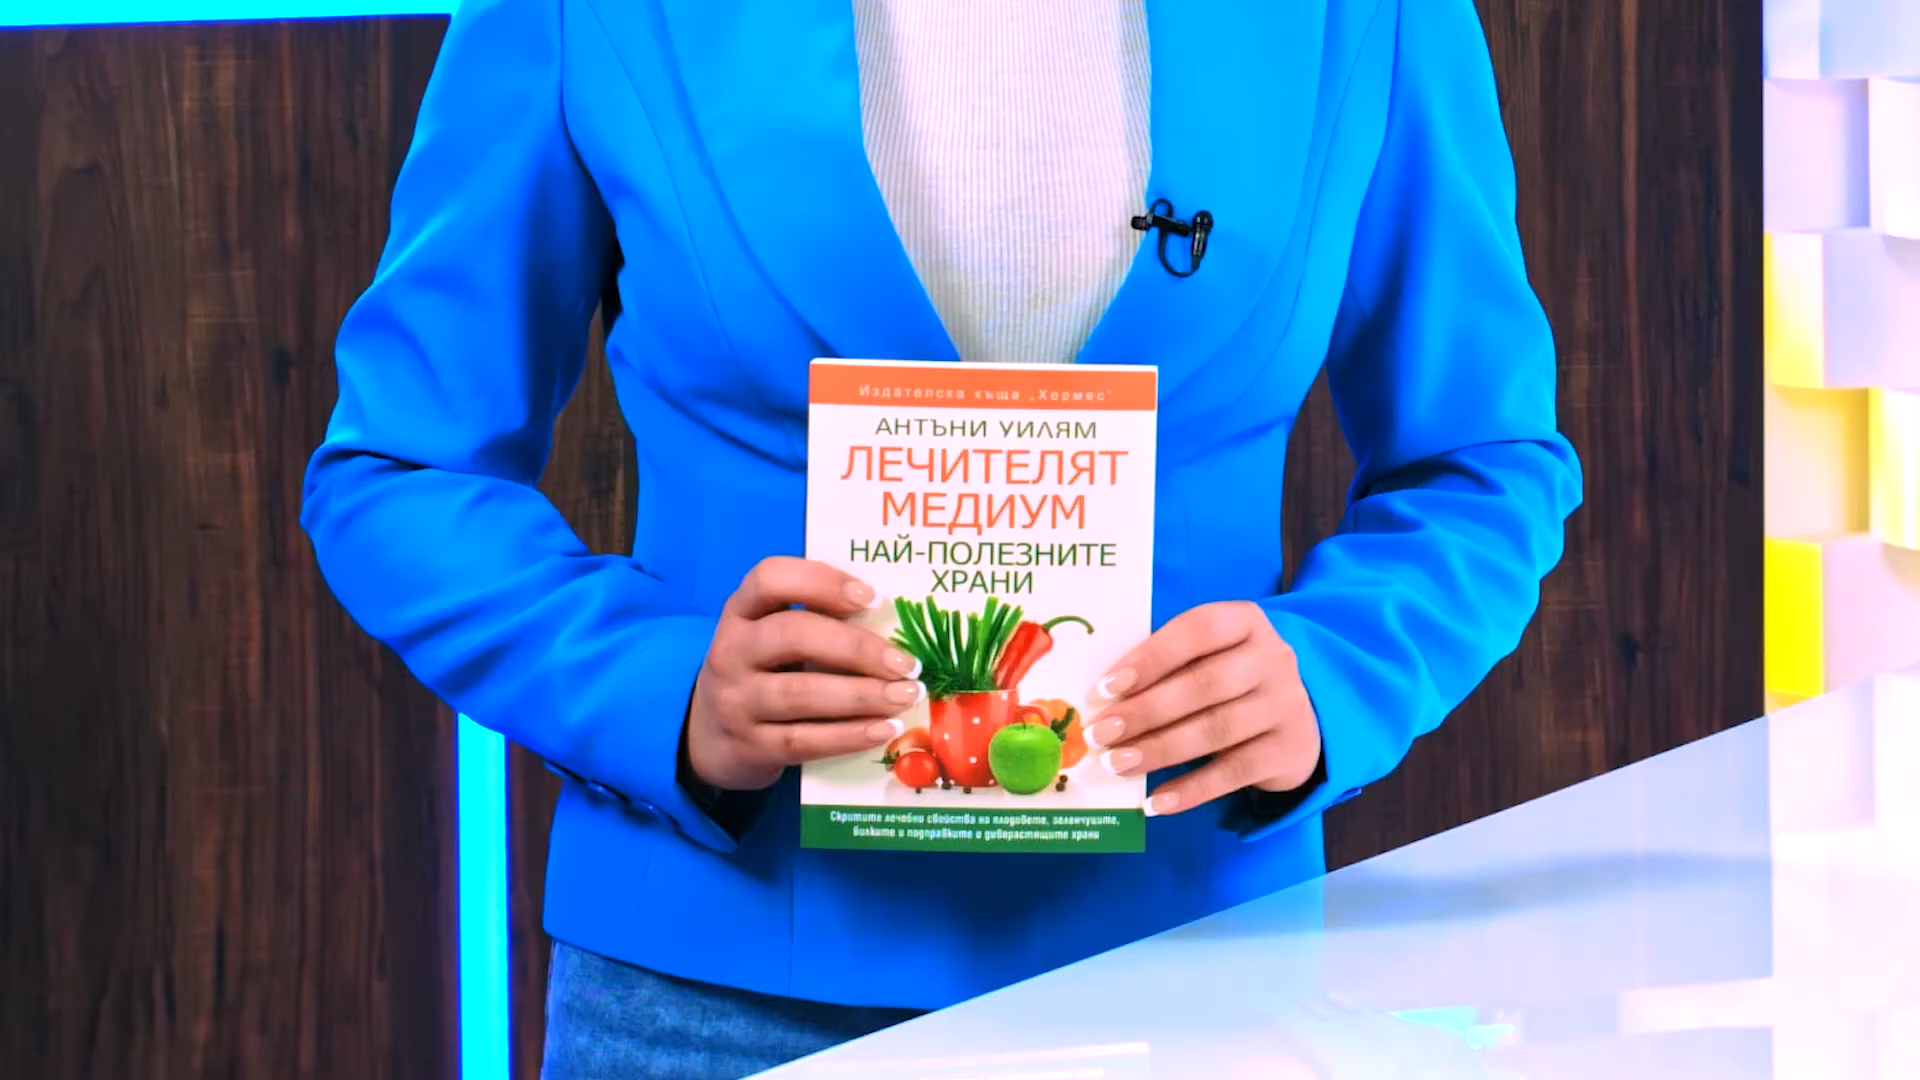 Издателска къща „Хермес“
АНТЪНИ УИЛЯМ
ЛЕЧИТЕЛЯТ
МЕДИУМ
НАЙ-ПОЛЕЗНИТЕ
ХРАНИ
Скритите лечебни свойства на плодовете, зеленчуците,
билките и подправките и диворастящите храни